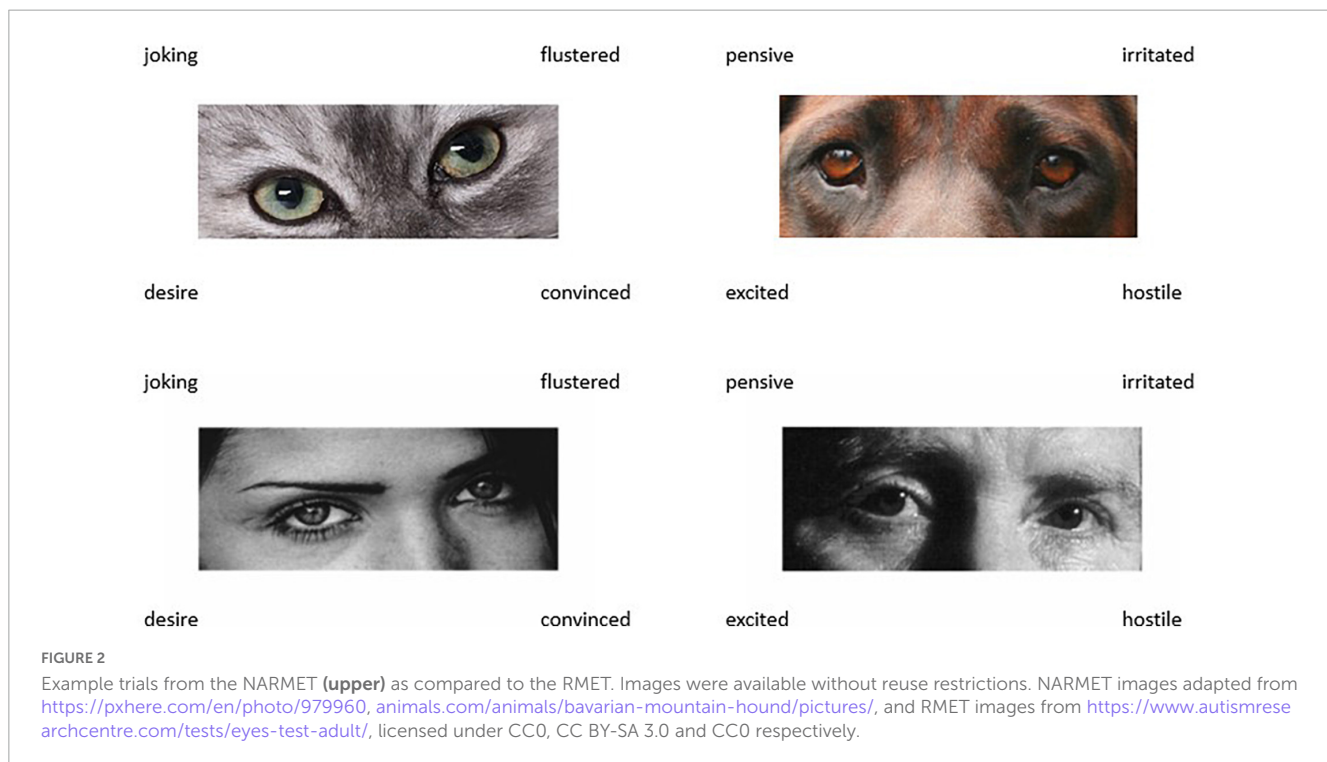 joking flustered pensive irritated
desire convinced excited hostile
joking flustered pensive irritated
desire convinced excited hostile
FIGURE 2
Example trials from the NARMET (upper) as compared to the RMET. Images were available without reuse restrictions. NARMET images adapted from
https://pxhere.com/en/photo/979960, animals.com/animals/bavarian-mountain-hound/pictures/, and RMET images from https://www.autismrese
archcentre.com/tests/eyes-test-adult/, licensed under CC0, CC BY-SA 3.0 and CC0 respectively.